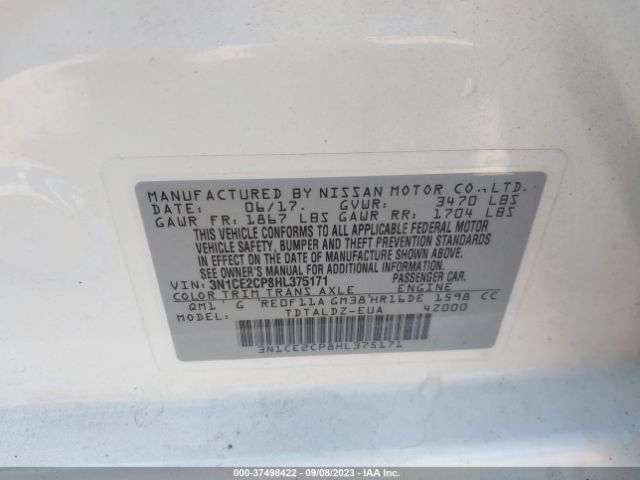 MANUFACTURED BY NISSAN MOTOR CO.,LTD.
DATE: 06/17. GVWR: 3470 LBS
GAWR FR: 1867 LBS GAWR RR: 1704 LBS
THIS VEHICLE CONFORMS TO ALL APPLICABLE FEDERAL MOTOR
VEHICLE SAFETY, BUMPER AND THEFT PREVENTION STANDARDS
IN EFFECT ON THE DATE OF MANUFACTURE SHOWN ABOVE.
SEE OWNER'S MANUAL FOR ADDITIONAL INFORMATION.
VIN: 3N1CE2CP8HL375171 PASSENGER CAR.
COLOR TRIM TRANS AXLE ENGINE
QM1 G RE0F11A GM38 HR16DE 1598 CC
MODEL: TDTALDZ-EUA 42000
3N1CE2CP8HL375171
000-37498422 - 09/08/2023 - IAA Inc.